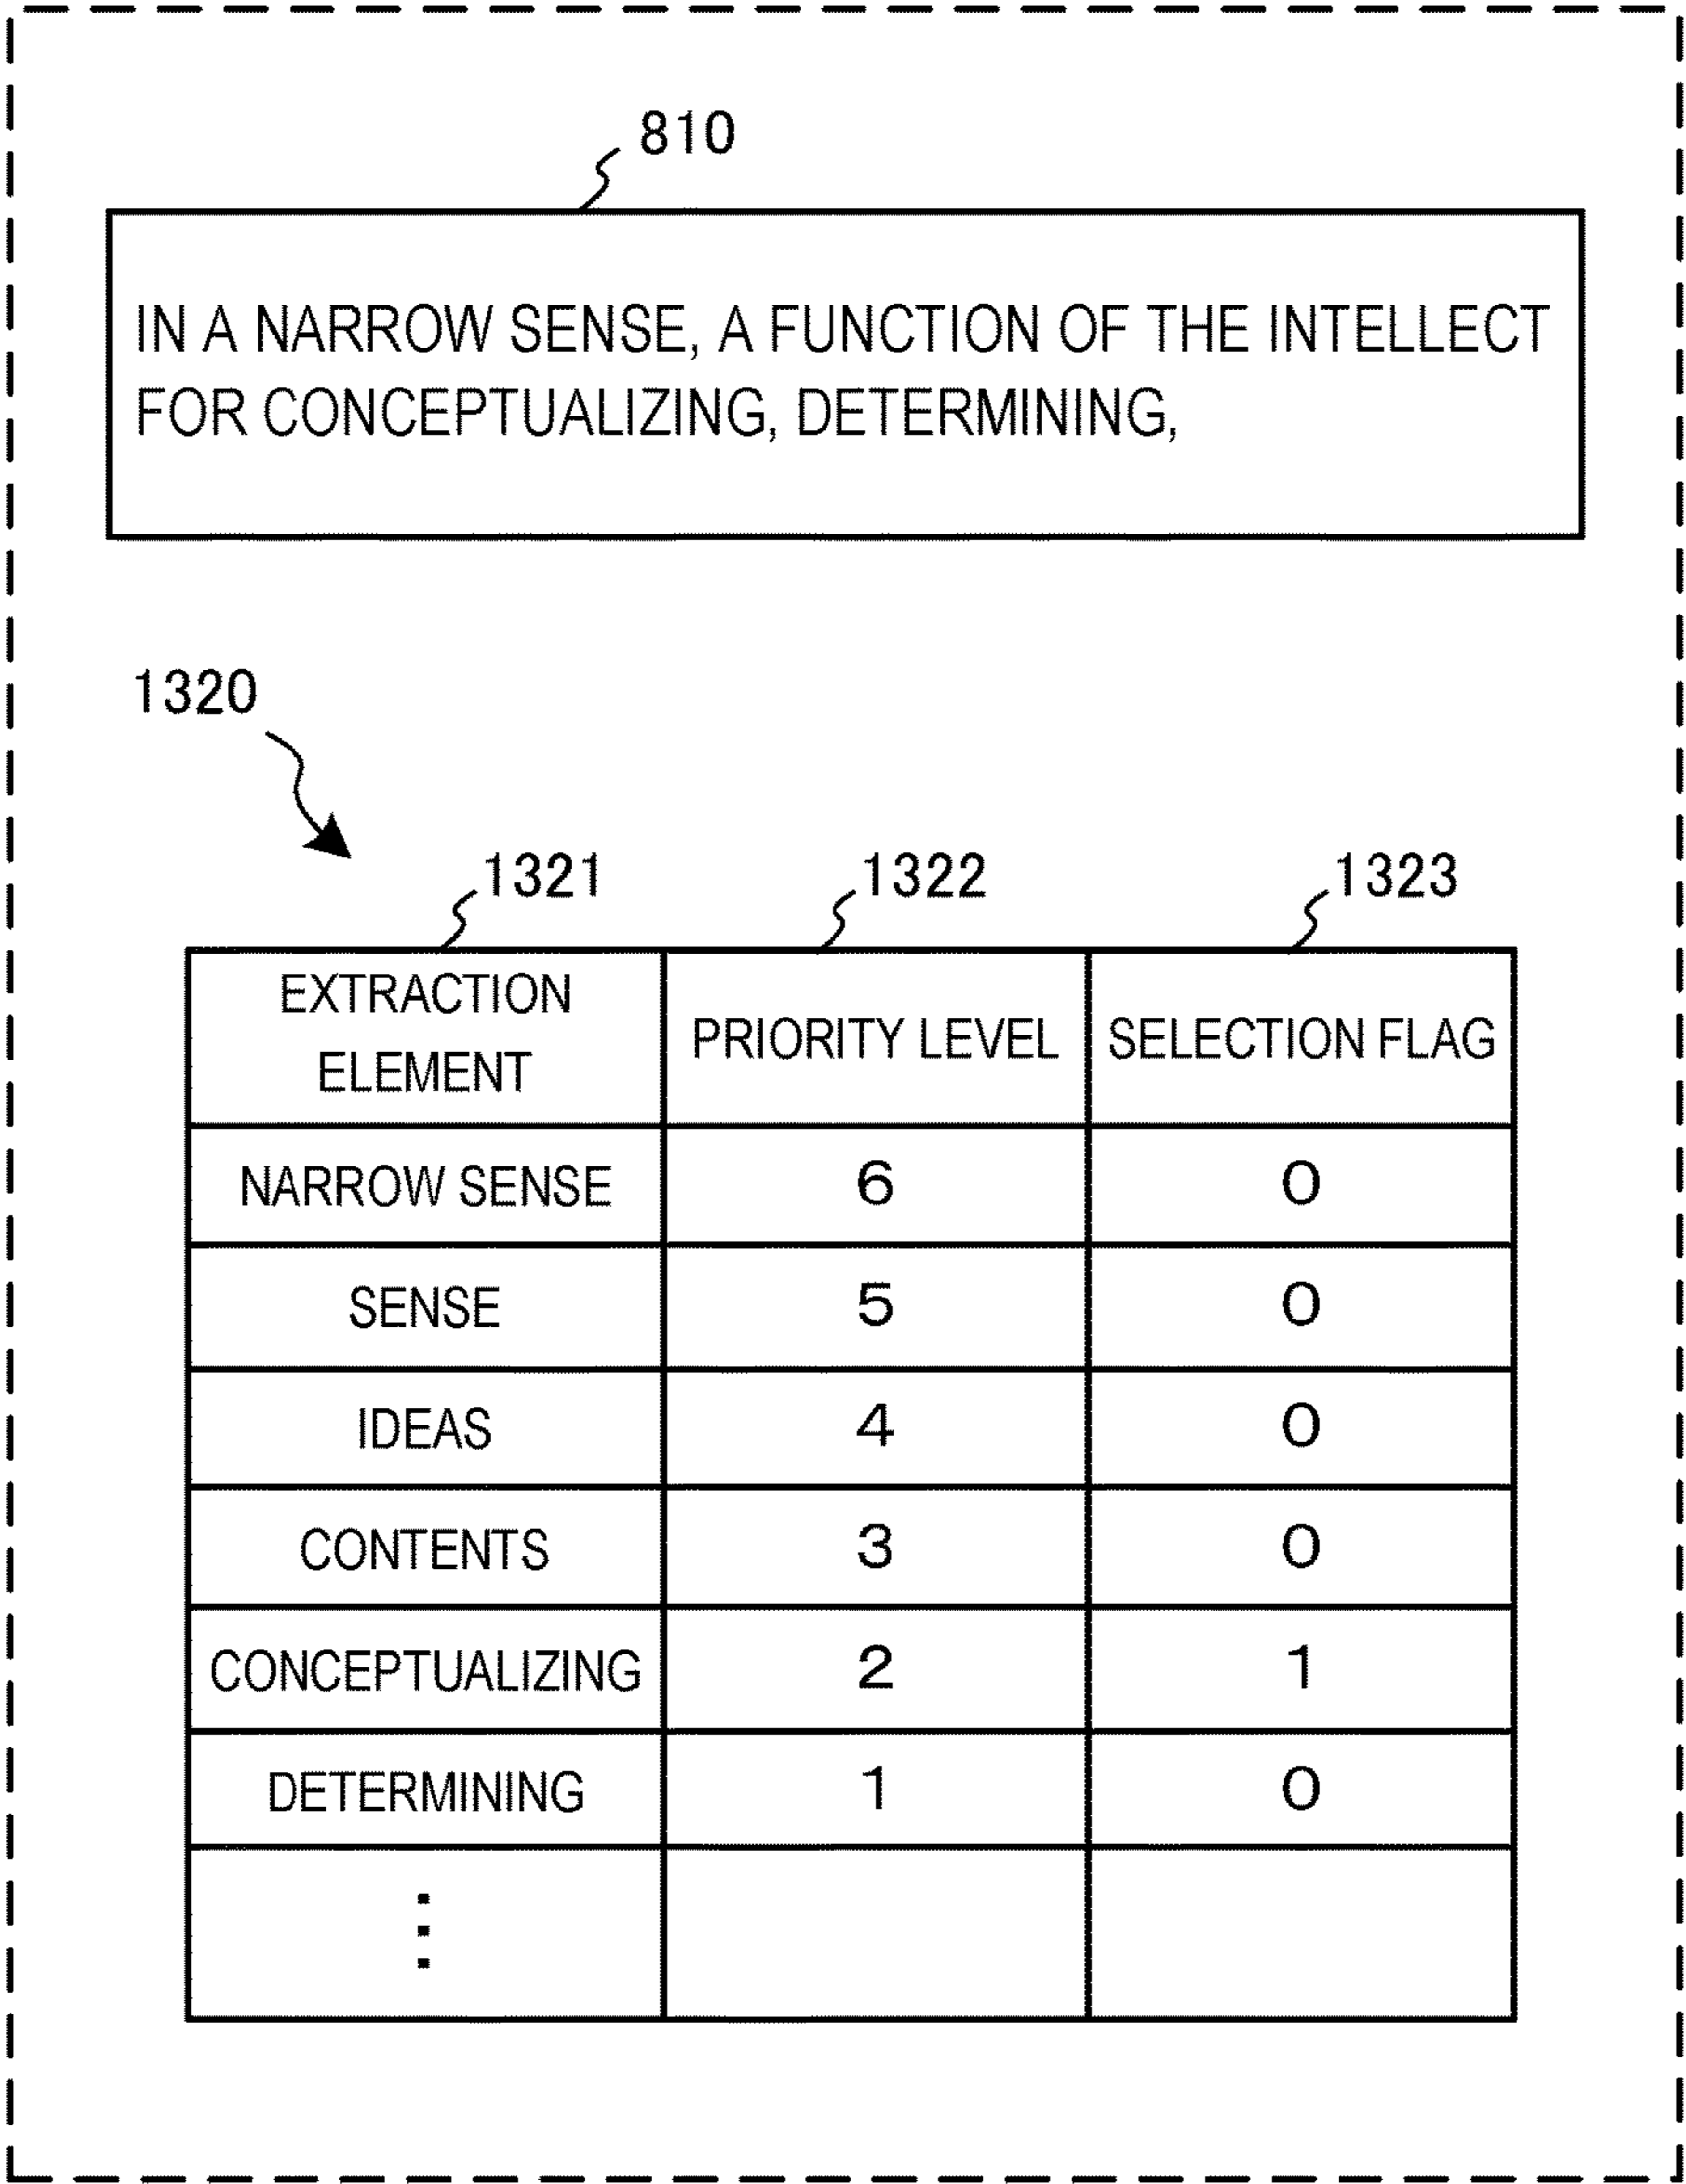 810
IN A NARROW SENSE, A FUNCTION OF THE INTELLECT
FOR CONCEPTUALIZING, DETERMINING,
1320
1321 1322 1323
EXTRACTION
ELEMENT PRIORITY LEVEL SELECTION FLAG
NARROW SENSE 6 0
SENSE 5 0
IDEAS 4 0
CONTENTS 3 0
CONCEPTUALIZING 2 1
DETERMINING 1 0
⋮